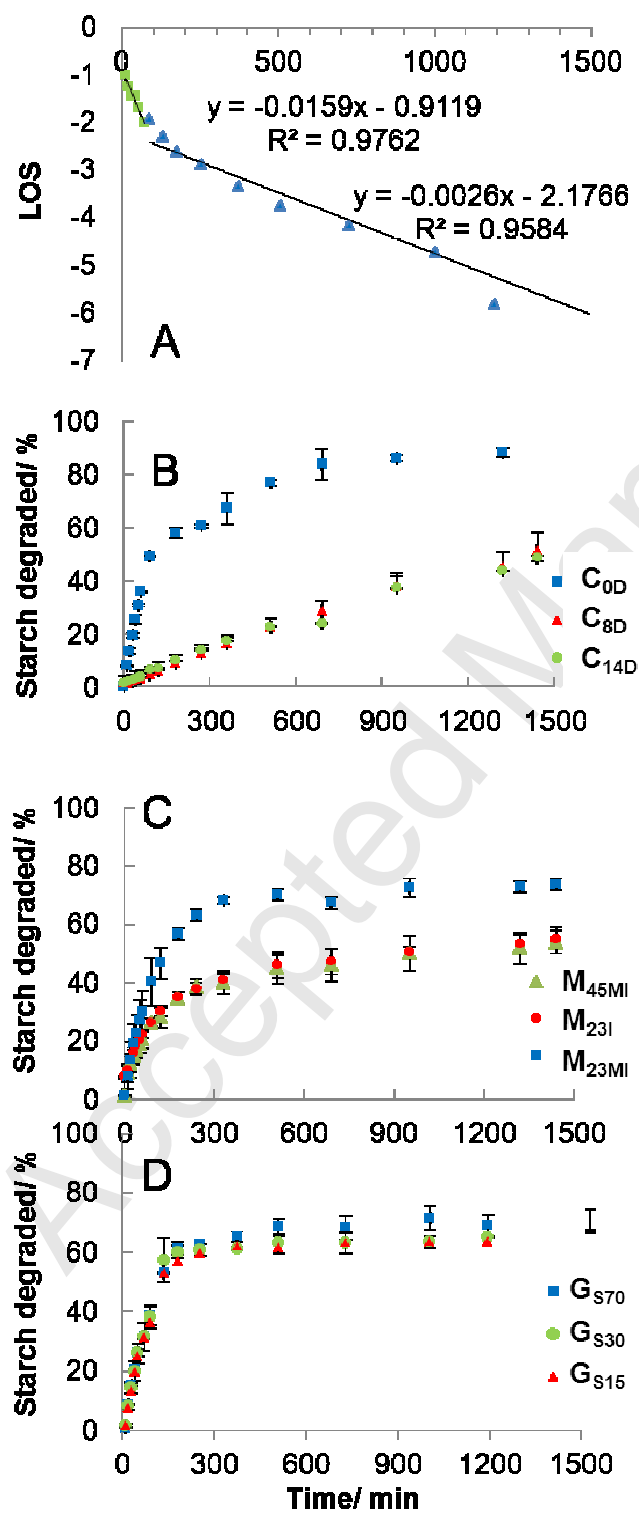 0
0 500 1000 1500
-1
y = -0.0159x - 0.9119
-2
R² = 0.9762
-3
LOS
y = -0.0026x - 2.1766
-4
R² = 0.9584
-5
-6
A
-7
100
B
80
60
Starch degraded/ %
40
C0D
20
C8D
C14D
0
0 300 600 900 1200 1500
100
C
80
60
Starch degraded/ %
40
M45MI
20
M23I
M23MI
0
0 300 600 900 1200 1500
100
D
80
60
Starch degraded/ %
40
GS70
GS30
20
GS15
0
0 300 600 900 1200 1500
Time/ min
Accepted Man